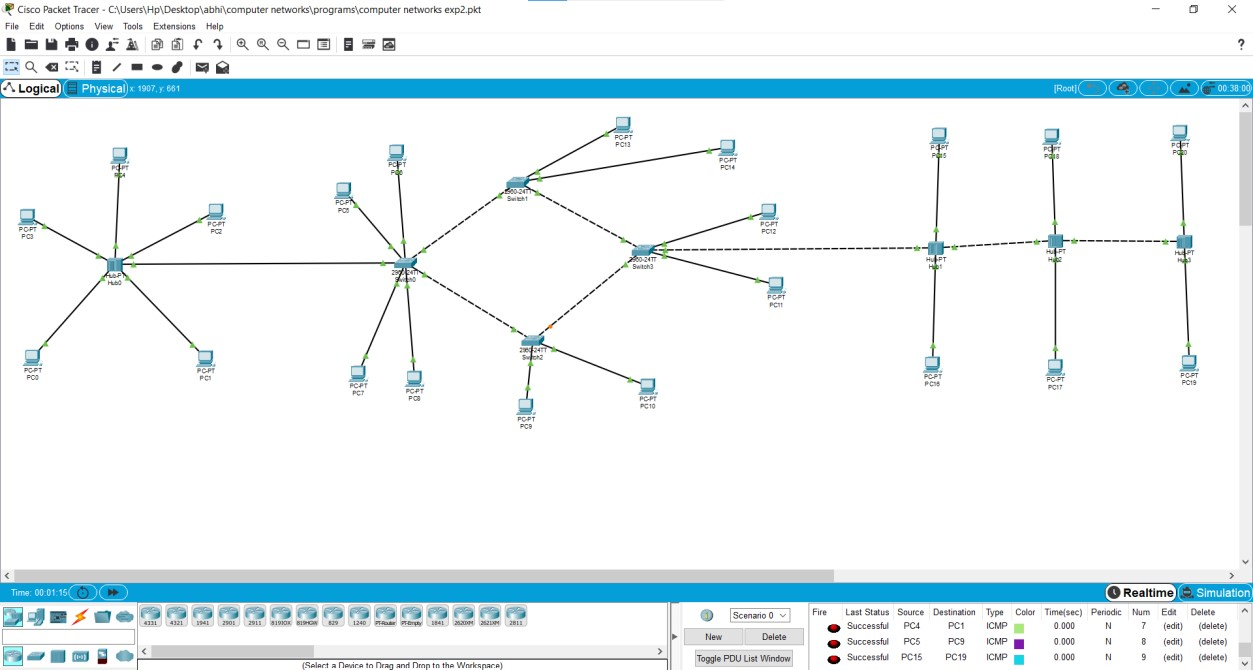 Cisco Packet Tracer - C:\Users\Hp\Desktop\abhi\computer networks\programs\computer networks exp2.pkt
File Edit Options View Tools Extensions Help
?
Logical Physical x: 1907, y: 661 [Root] 00:38:00
PC-PT
PC13
PC-PT
PC14
PC-PT
PC15
PC-PT
PC18
PC-PT
PC20
PC-PT
PC4
PC-PT
PC6
2960-24TT
Switch1
PC-PT
PC5
PC-PT
PC3
PC-PT
PC2
PC-PT
PC12
Hub-PT
Hub0
2960-24TT
Switch0
2960-24TT
Switch3
Hub-PT
Hub1
Hub-PT
Hub2
Hub-PT
Hub3
PC-PT
PC11
2960-24TT
Switch2
PC-PT
PC0
PC-PT
PC1
PC-PT
PC7
PC-PT
PC8
PC-PT
PC9
PC-PT
PC10
PC-PT
PC16
PC-PT
PC17
PC-PT
PC19
Time: 00:01:15 Realtime Simulation
4331 4321 1941 2901 2911 819IOX 819HGW 829 1240 PT-Router PT-Empty 1841 2620XM 2621XM 2811
(Select a Device to Drag and Drop to the Workspace)
Scenario 0
New Delete
Toggle PDU List Window
Fire Last Status Source Destination Type Color Time(sec) Periodic Num Edit Delete
Successful PC4 PC1 ICMP 0.000 N 7 (edit) (delete)
Successful PC5 PC9 ICMP 0.000 N 8 (edit) (delete)
Successful PC15 PC19 ICMP 0.000 N 9 (edit) (delete)